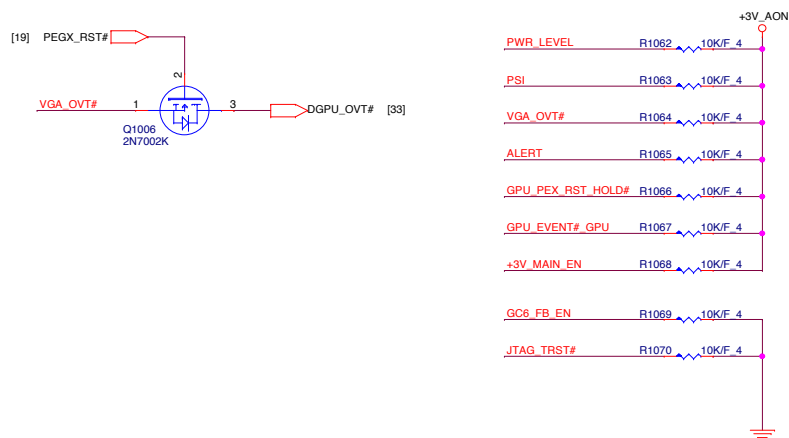 +3V_AON
[19] PEGX_RST#
2
VGA_OVT# 1 3 DGPU_OVT# [33]
Q1006
2N7002K
PWR_LEVEL R1062 10K/F_4
PSI R1063 10K/F_4
VGA_OVT# R1064 10K/F_4
ALERT R1065 10K/F_4
GPU_PEX_RST_HOLD# R1066 10K/F_4
GPU_EVENT#_GPU R1067 10K/F_4
+3V_MAIN_EN R1068 10K/F_4
GC6_FB_EN R1069 10K/F_4
JTAG_TRST# R1070 10K/F_4